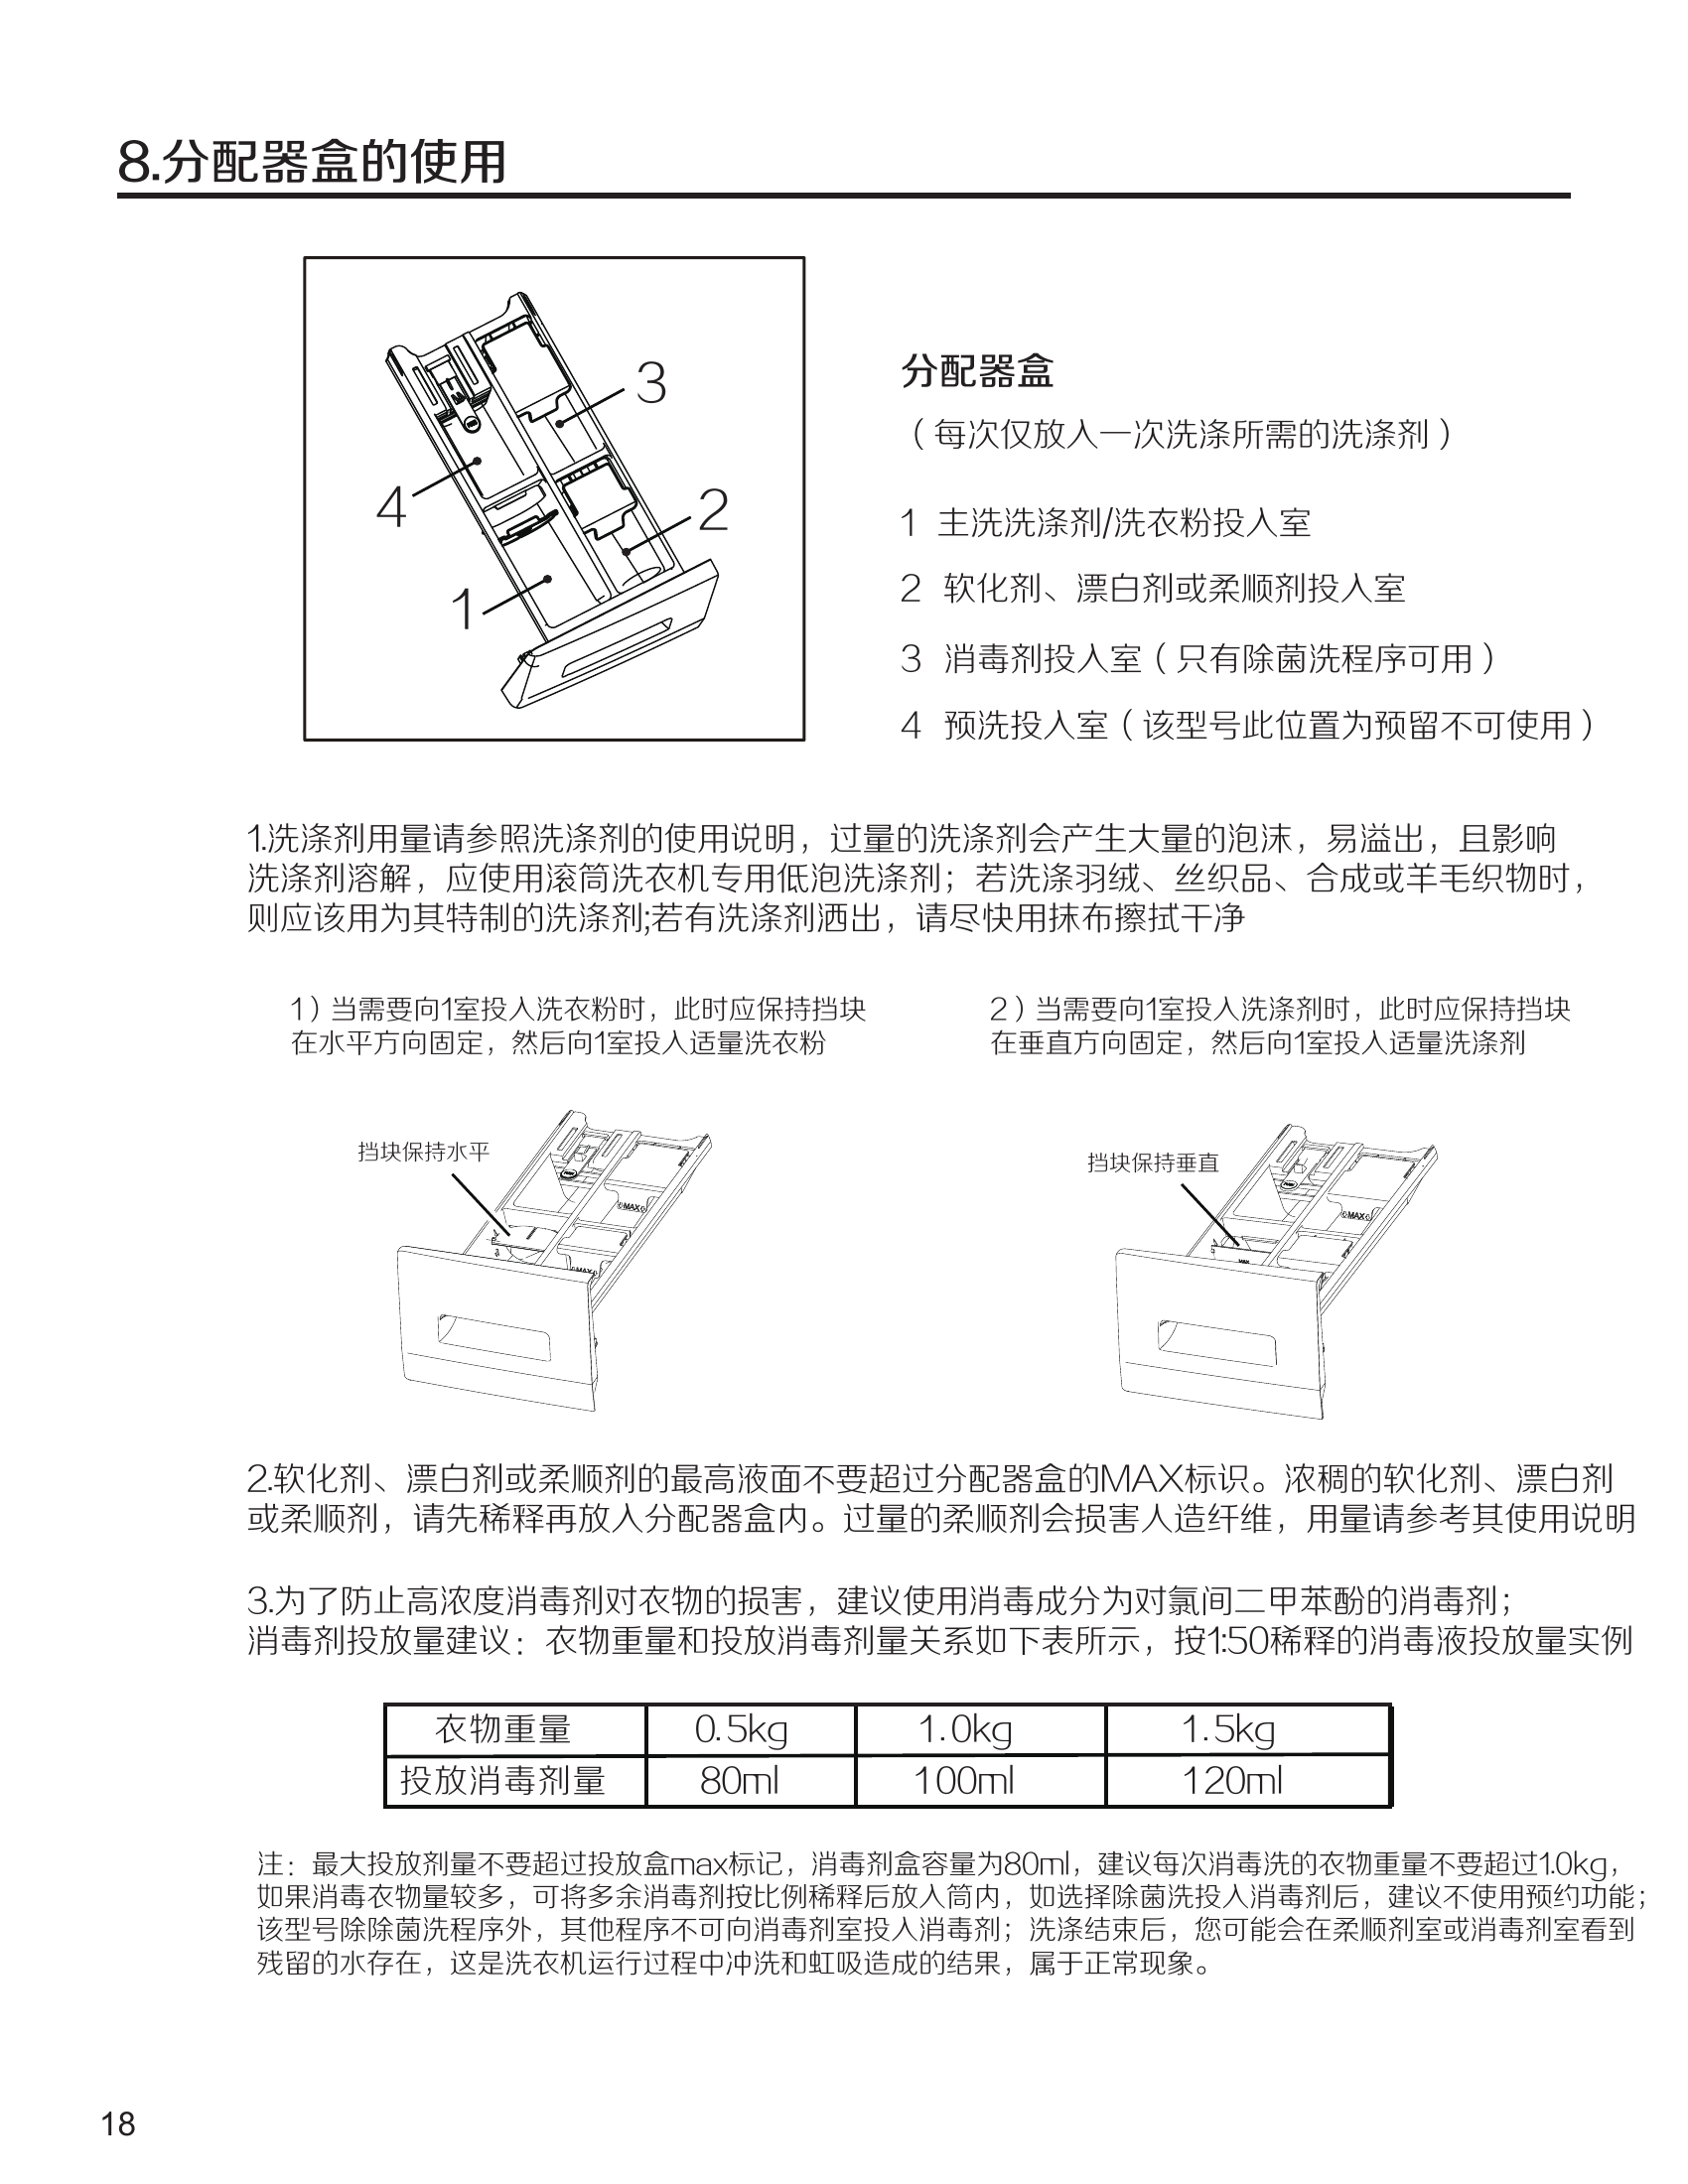 8.分配器盒的使用
3
4
2
1
分配器盒
（每次仅放入一次洗涤所需的洗涤剂）
1 主洗洗涤剂/洗衣粉投入室
2 软化剂、漂白剂或柔顺剂投入室
3 消毒剂投入室（只有除菌洗程序可用）
4 预洗投入室（该型号此位置为预留不可使用）
1.洗涤剂用量请参照洗涤剂的使用说明，过量的洗涤剂会产生大量的泡沫，易溢出，且影响
洗涤剂溶解，应使用滚筒洗衣机专用低泡洗涤剂；若洗涤羽绒、丝织品、合成或羊毛织物时，
则应该用为其特制的洗涤剂;若有洗涤剂洒出，请尽快用抹布擦拭干净
1）当需要向1室投入洗衣粉时，此时应保持挡块
在水平方向固定，然后向1室投入适量洗衣粉
2）当需要向1室投入洗涤剂时，此时应保持挡块
在垂直方向固定，然后向1室投入适量洗涤剂
挡块保持水平
MAX
MAX
挡块保持垂直
MAX
MAX
2.软化剂、漂白剂或柔顺剂的最高液面不要超过分配器盒的MAX标识。浓稠的软化剂、漂白剂
或柔顺剂，请先稀释再放入分配器盒内。过量的柔顺剂会损害人造纤维，用量请参考其使用说明
3.为了防止高浓度消毒剂对衣物的损害，建议使用消毒成分为对氯间二甲苯酚的消毒剂；
消毒剂投放量建议：衣物重量和投放消毒剂量关系如下表所示，按1:50稀释的消毒液投放量实例
衣物重量 0.5kg 1.0kg 1.5kg
投放消毒剂量 80ml 100ml 120ml
注：最大投放剂量不要超过投放盒max标记，消毒剂盒容量为80ml，建议每次消毒洗的衣物重量不要超过1.0kg，
如果消毒衣物量较多，可将多余消毒剂按比例稀释后放入筒内，如选择除菌洗投入消毒剂后，建议不使用预约功能；
该型号除除菌洗程序外，其他程序不可向消毒剂室投入消毒剂；洗涤结束后，您可能会在柔顺剂室或消毒剂室看到
残留的水存在，这是洗衣机运行过程中冲洗和虹吸造成的结果，属于正常现象。
18